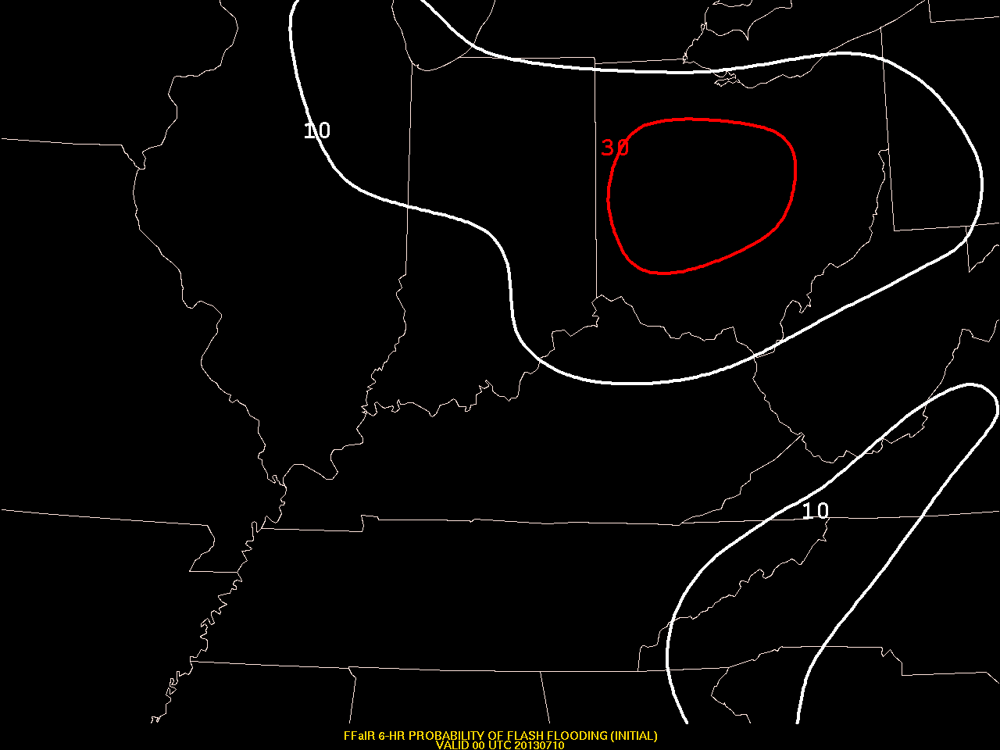 10
30
10
FFaIR 6-HR PROBABILITY OF FLASH FLOODING (INITIAL)
VALID 00 UTC 20130710